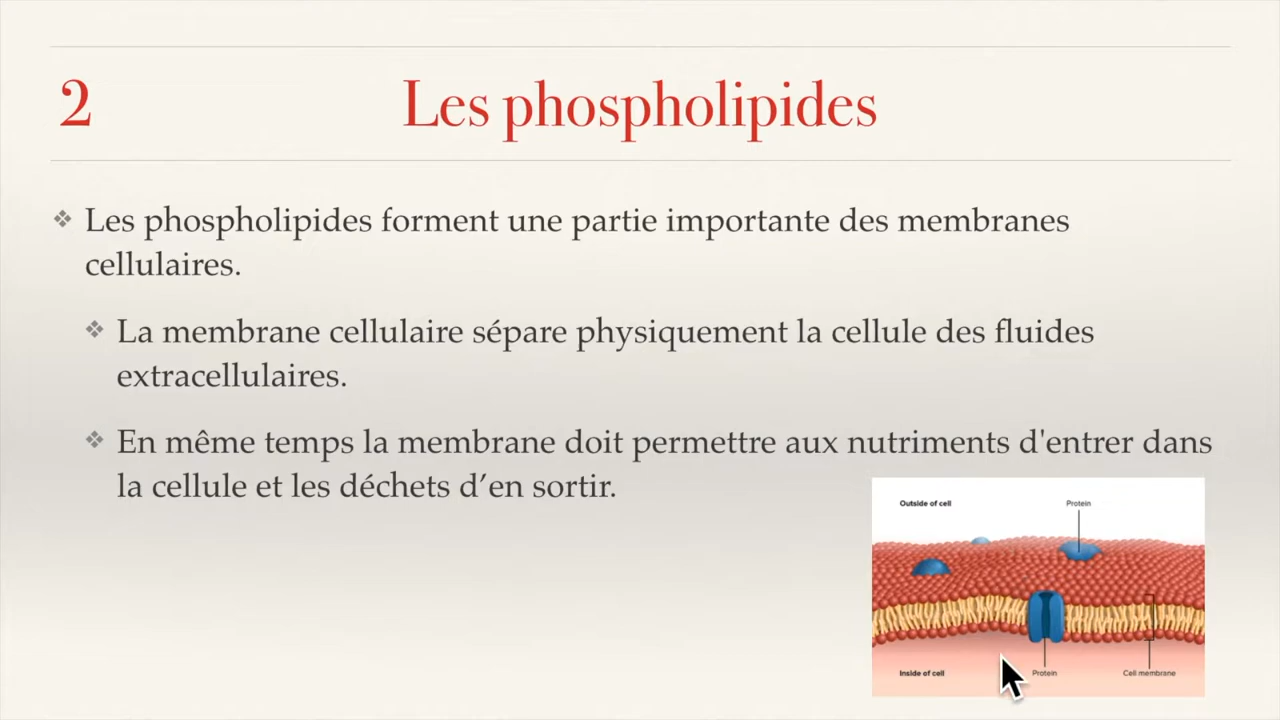 2
Les phospholipides
Les phospholipides forment une partie importante des membranes
cellulaires.
La membrane cellulaire sépare physiquement la cellule des fluides
extracellulaires.
En même temps la membrane doit permettre aux nutriments d'entrer dans
la cellule et les déchets d’en sortir.
Outside of cell
Protein
Inside of cell
Protein
Cell membrane